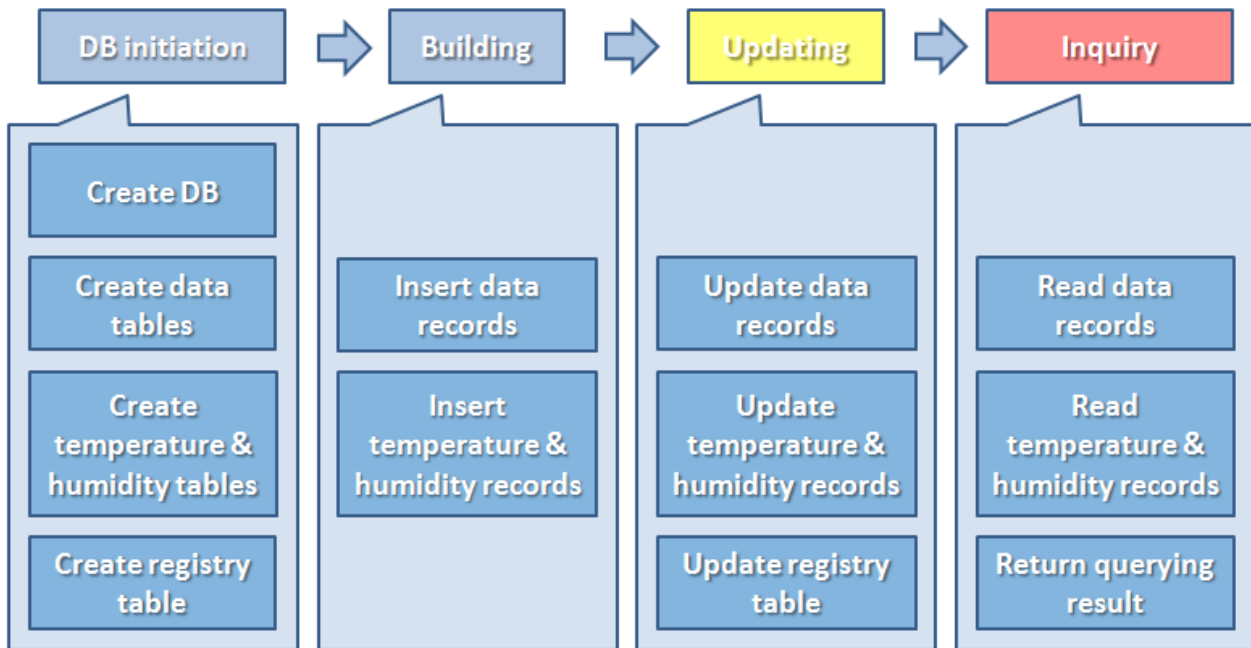 DB initiation
Building
Updating
Inquiry
Create DB
Create data
tables
Create
temperature &
humidity tables
Create registry
table
Insert data
records
Insert
temperature &
humidity records
Update data
records
Update
temperature &
humidity records
Update registry
table
Read data
records
Read
temperature &
humidity records
Return querying
result